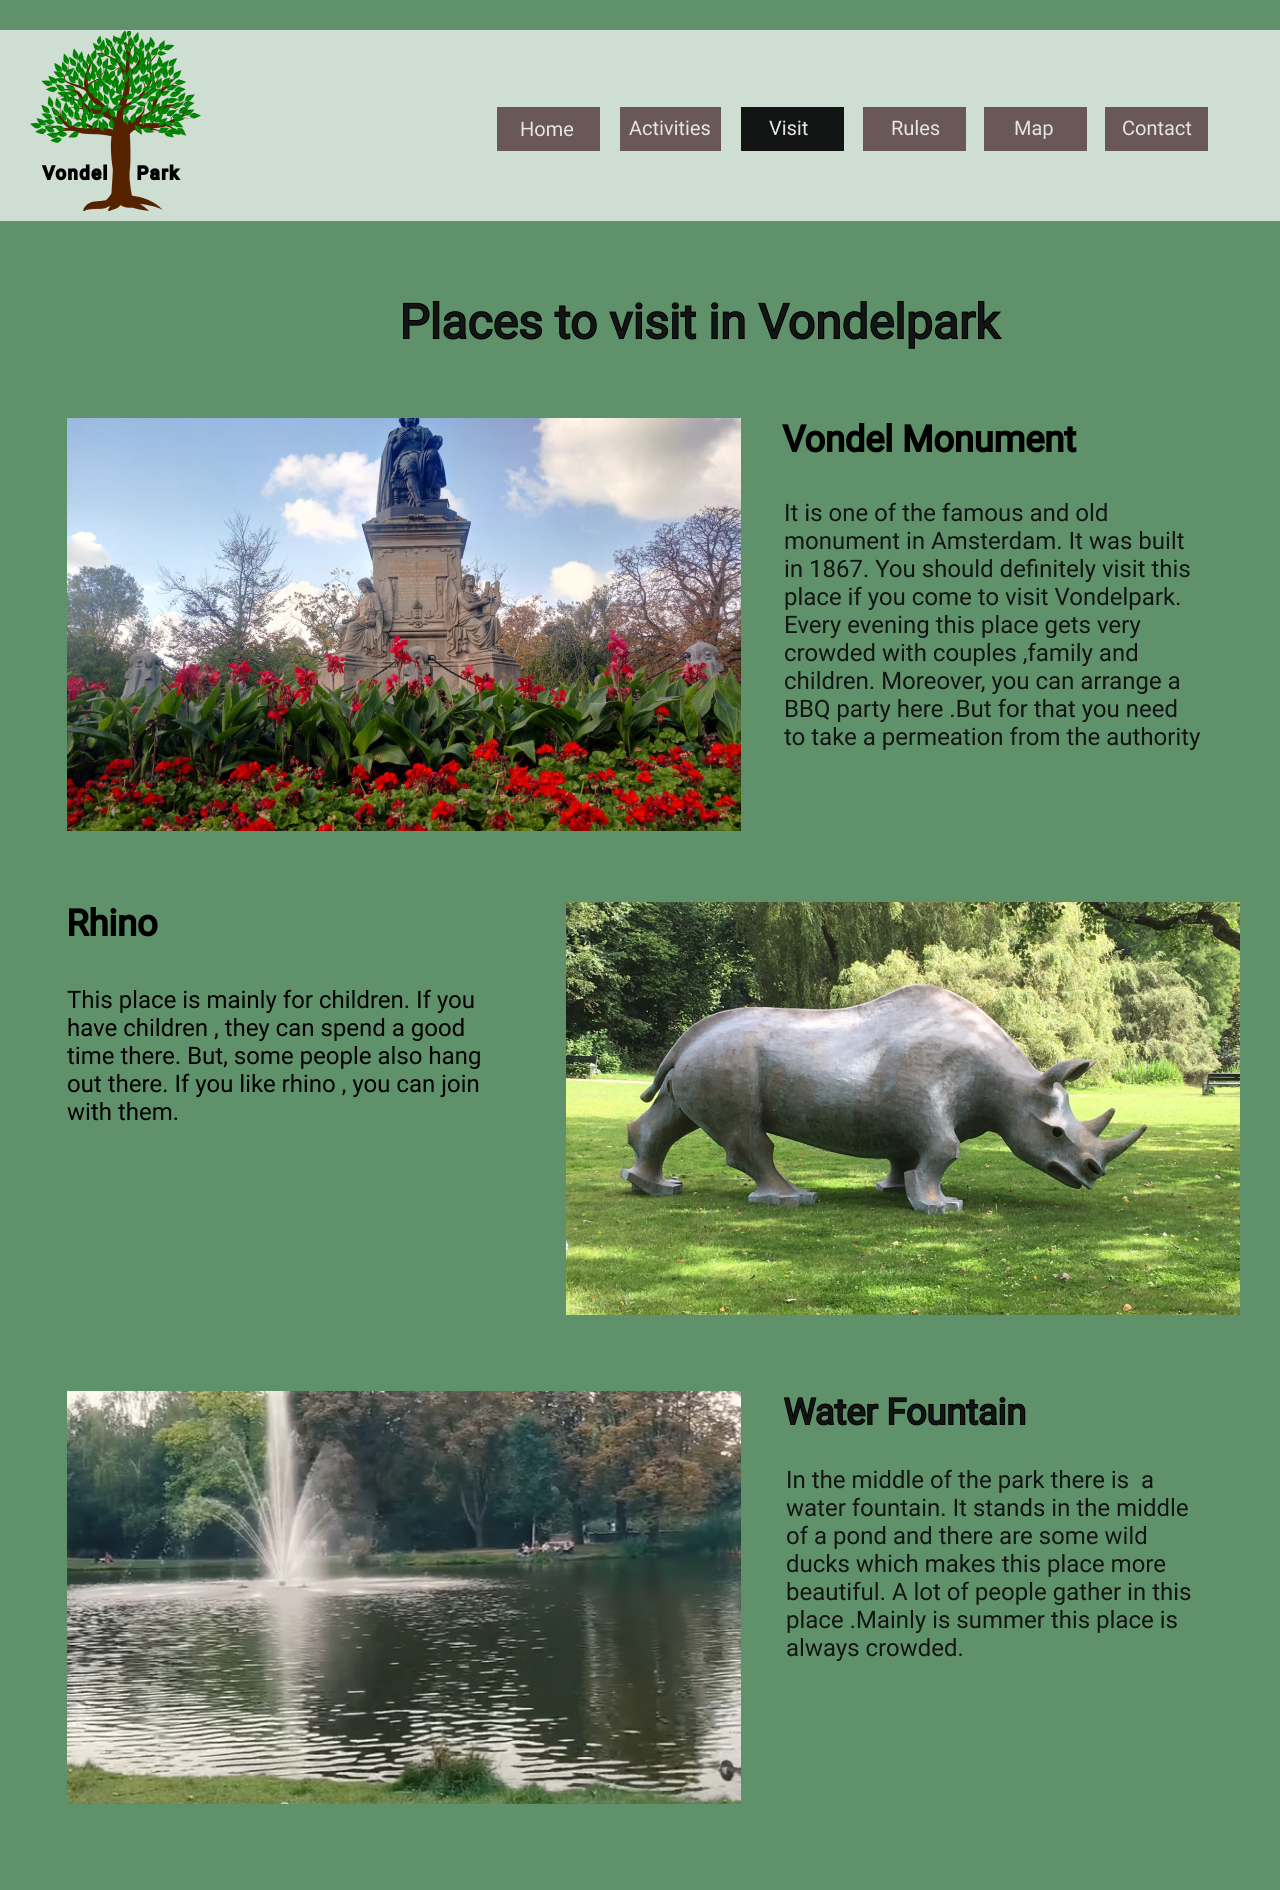 Vondel Park
Home Activities Visit Rules Map Contact
Places to visit in Vondelpark
Vondel Monument
It is one of the famous and old
monument in Amsterdam. It was built
in 1867. You should definitely visit this
place if you come to visit Vondelpark.
Every evening this place gets very
crowded with couples ,family and
children. Moreover, you can arrange a
BBQ party here .But for that you need
to take a permeation from the authority
Rhino
This place is mainly for children. If you
have children , they can spend a good
time there. But, some people also hang
out there. If you like rhino , you can join
with them.
Water Fountain
In the middle of the park there is  a
water fountain. It stands in the middle
of a pond and there are some wild
ducks which makes this place more
beautiful. A lot of people gather in this
place .Mainly is summer this place is
always crowded.